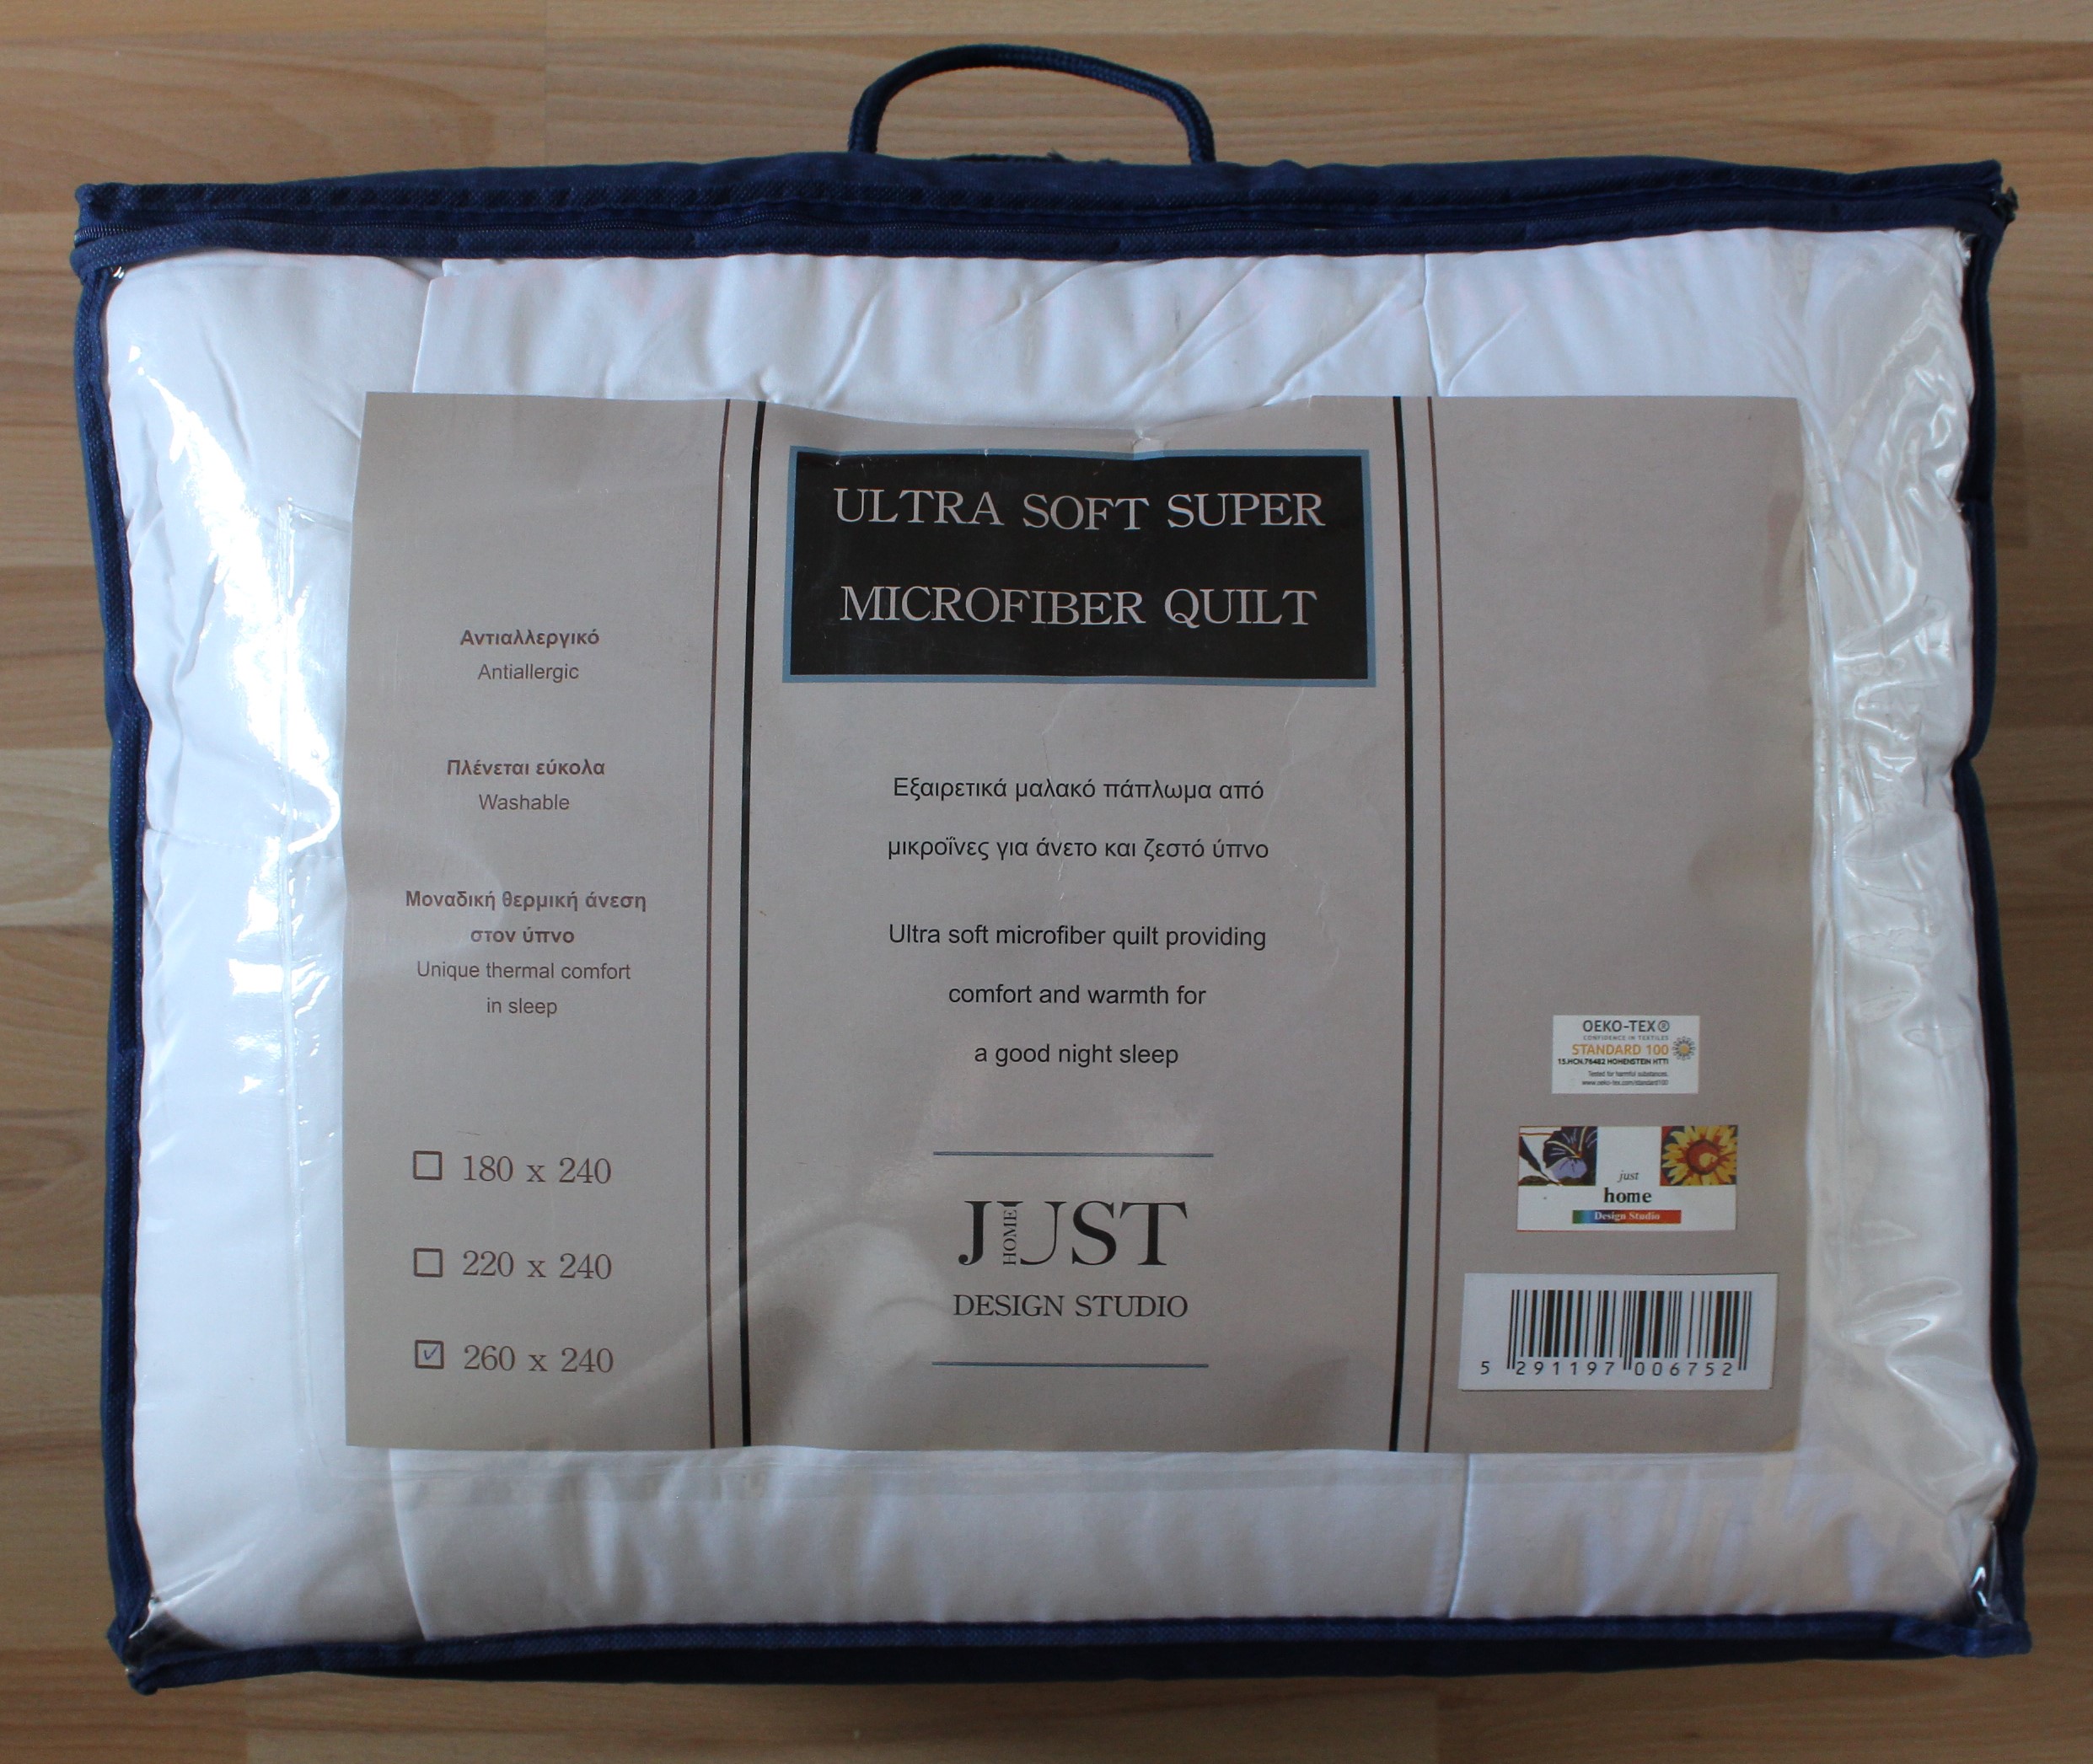 ULTRA SOFT SUPER
MICROFIBER QUILT
Αντιαλλεργικό
Antiallergic
Πλένεται εύκολα
Washable
Μοναδική θερμική άνεση
στον ύπνο
Unique thermal comfort
in sleep
180 x 240
220 x 240
260 x 240
Εξαιρετικά μαλακό πάπλωμα από
μικροΐνες για άνετο και ζεστό ύπνο
Ultra soft microfiber quilt providing
comfort and warmth for
a good night sleep
JUST
HOME
DESIGN STUDIO
OEKO-TEX®
CONFIDENCE IN TEXTILES
STANDARD 100
15.HCN.76482 HOHENSTEIN HTTI
Tested for harmful substances.
www.oeko-tex.com/standard100
just
home
Design Studio
5 291197 006752